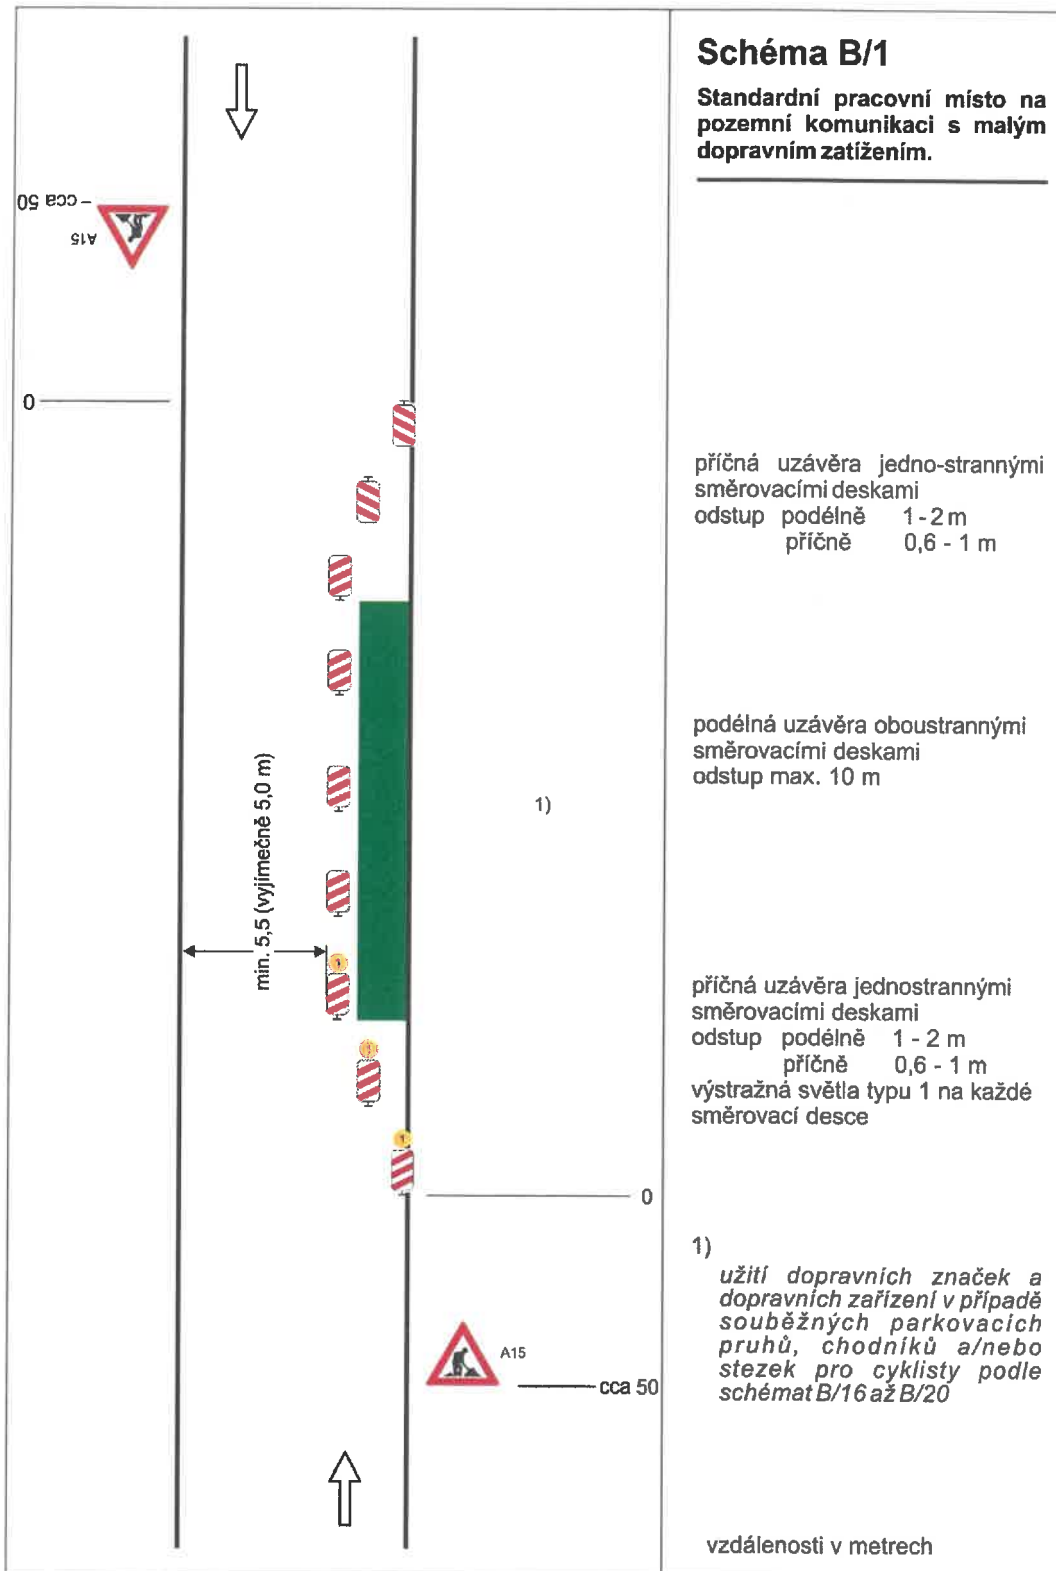 Schéma B/1
Standardní pracovní místo na
pozemní komunikaci s malým
dopravním zatížením.
cca 50
A15
0
příčná uzávěra jedno-strannými
směrovacími deskami
odstup podélně 1 - 2 m
příčně 0,6 - 1 m
podélná uzávěra oboustrannými
směrovacími deskami
odstup max. 10 m
min. 5,5 (vyjímečně 5,0 m)
1)
1
příčná uzávěra jednostrannými
směrovacími deskami
odstup podélně 1 - 2 m
příčně 0,6 - 1 m
výstražná světla typu 1 na každé
směrovací desce
1
1
0
1)
užití dopravních značek a
dopravních zařízení v případě
souběžných parkovacích
pruhů, chodníků a/nebo
stezek pro cyklisty podle
schémat B/16 až B/20
A15
cca 50
vzdálenosti v metrech